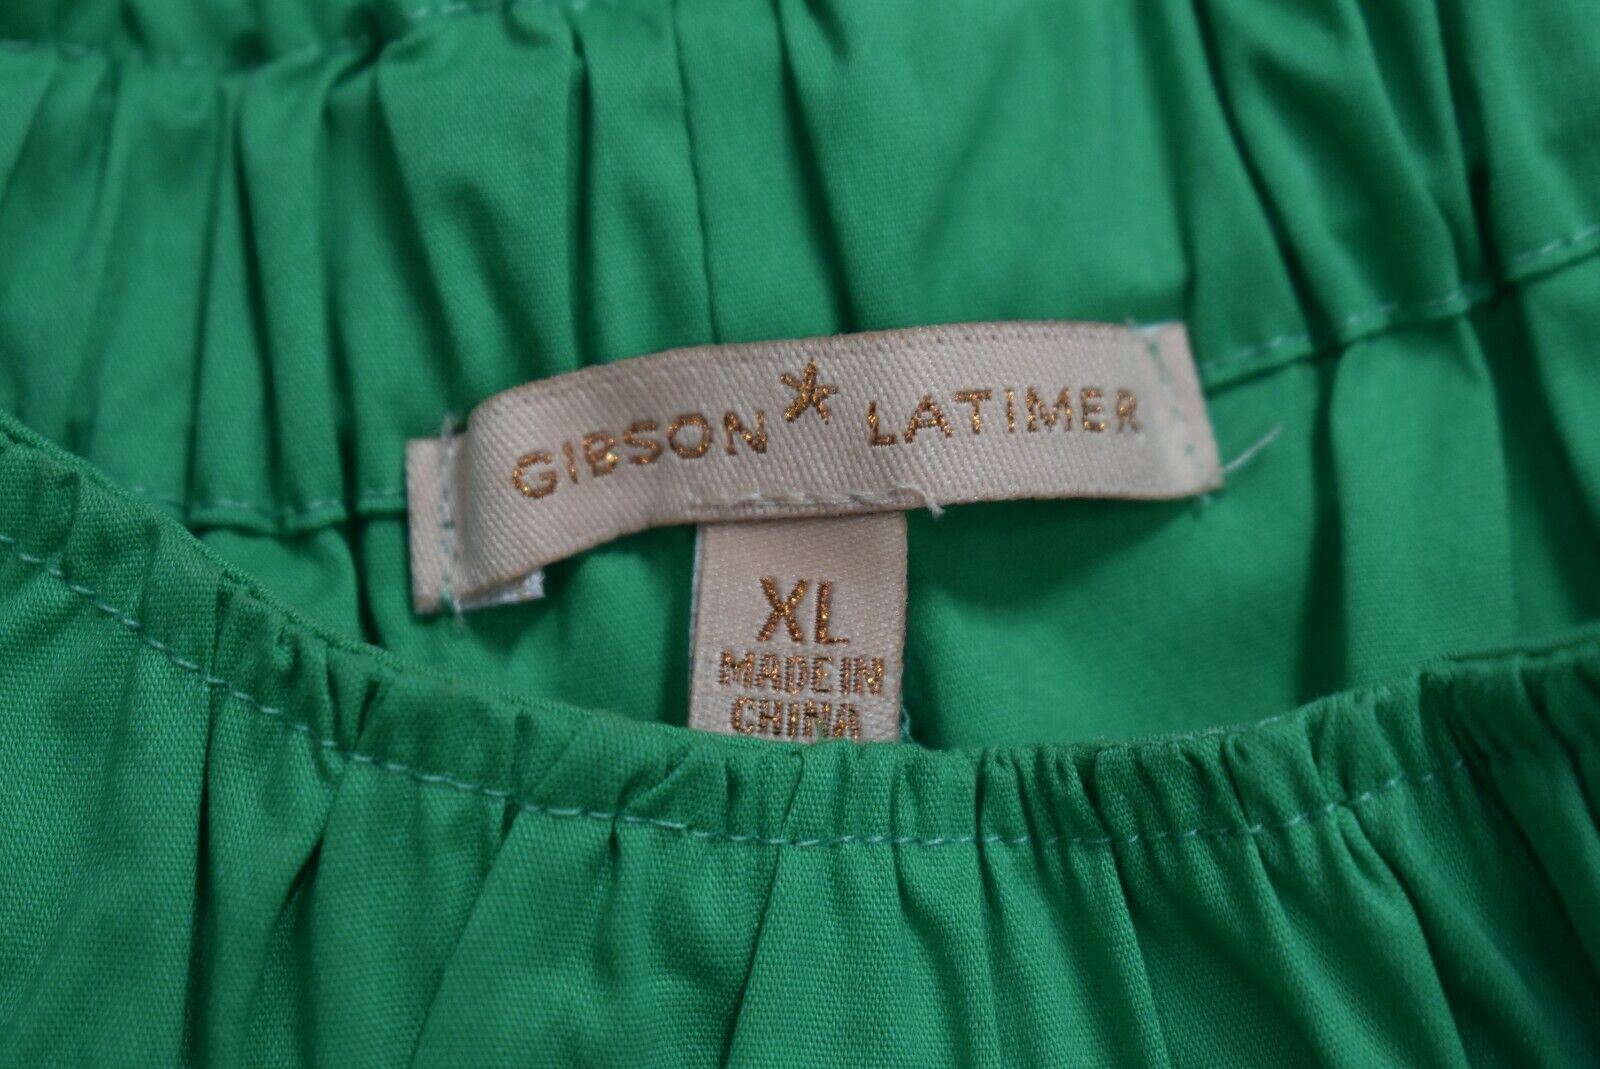 GIBSON * LATIMER
XL
MADE IN
CHINA